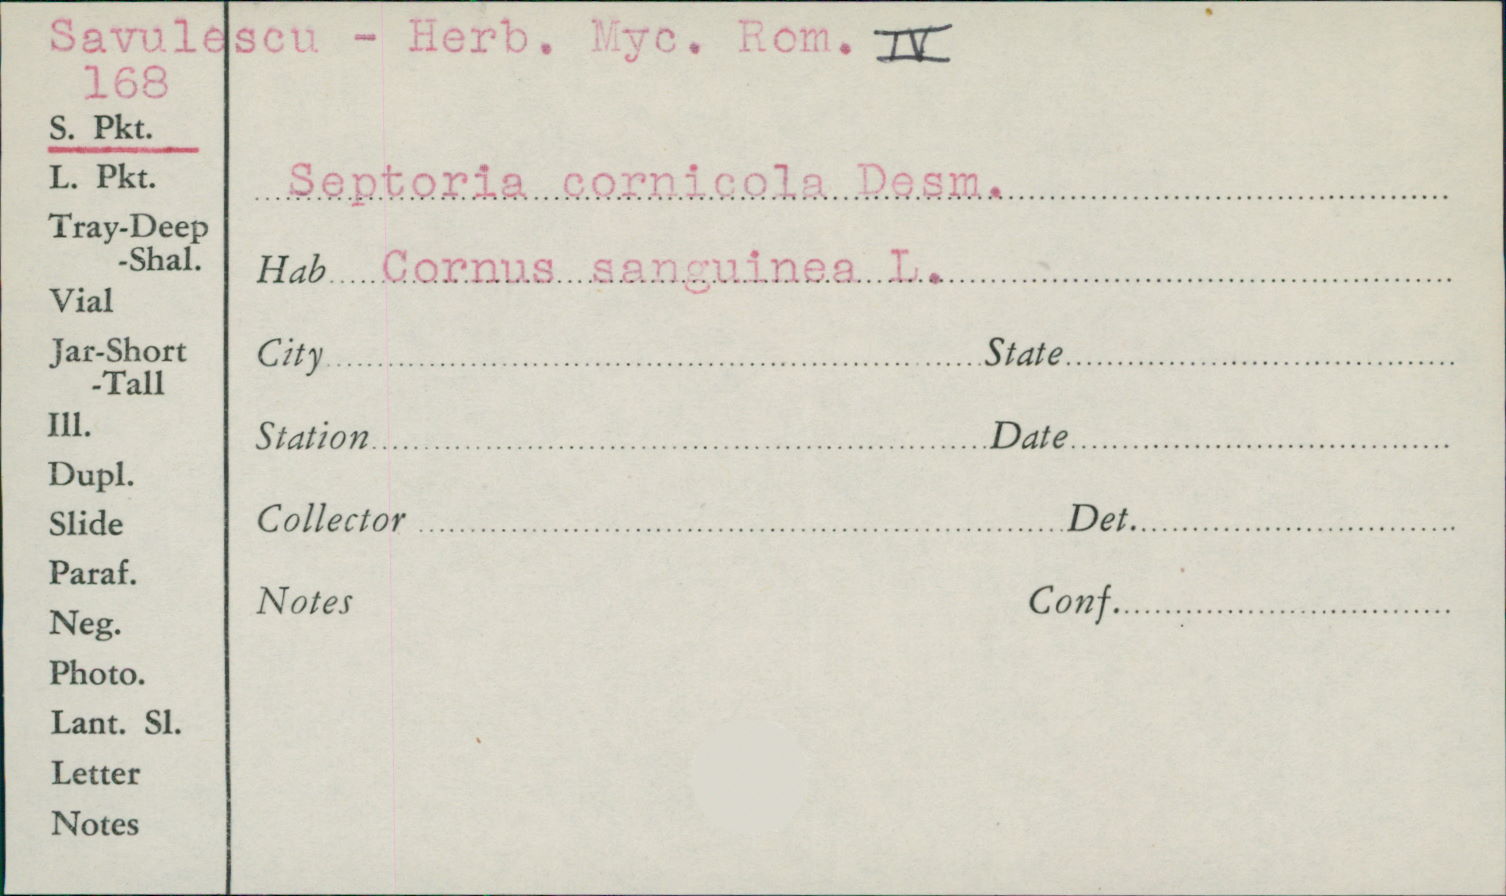 Savulescu - Herb. Myc. Rom. IV
168
S. Pkt.
L. Pkt.
Tray-Deep
-Shal.
Vial
Jar-Short
-Tall
Ill.
Dupl.
Slide
Paraf.
Neg.
Photo.
Lant. Sl.
Letter
Notes
Septoria cornicola Desm.
Hab Cornus sanguinea L.
City State
Station Date
Collector Det.
Notes Conf.